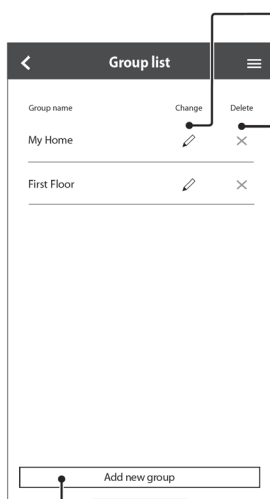 Group list
Group name Change Delete
My Home
First Floor
Add new group